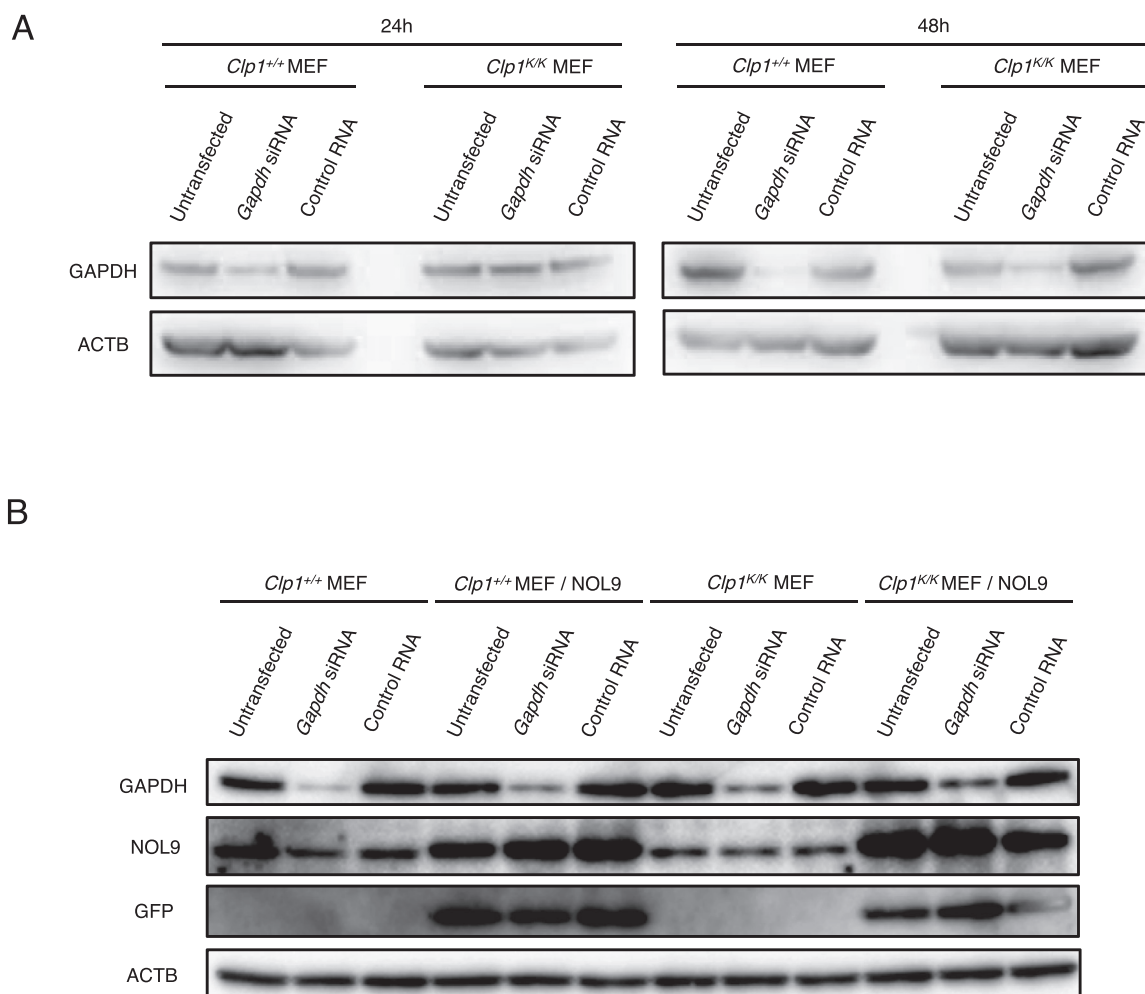 A
24h 48h
Clp1+/+ MEF Clp1K/K MEF Clp1+/+ MEF Clp1K/K MEF
Untransfected Gapdh siRNA Control RNA Untransfected Gapdh siRNA Control RNA Untransfected Gapdh siRNA Control RNA Untransfected Gapdh siRNA Control RNA
GAPDH
ACTB
B
Clp1+/+ MEF Clp1+/+ MEF / NOL9 Clp1K/K MEF Clp1K/K MEF / NOL9
Untransfected Gapdh siRNA Control RNA Untransfected Gapdh siRNA Control RNA Untransfected Gapdh siRNA Control RNA Untransfected Gapdh siRNA Control RNA
GAPDH
NOL9
GFP
ACTB